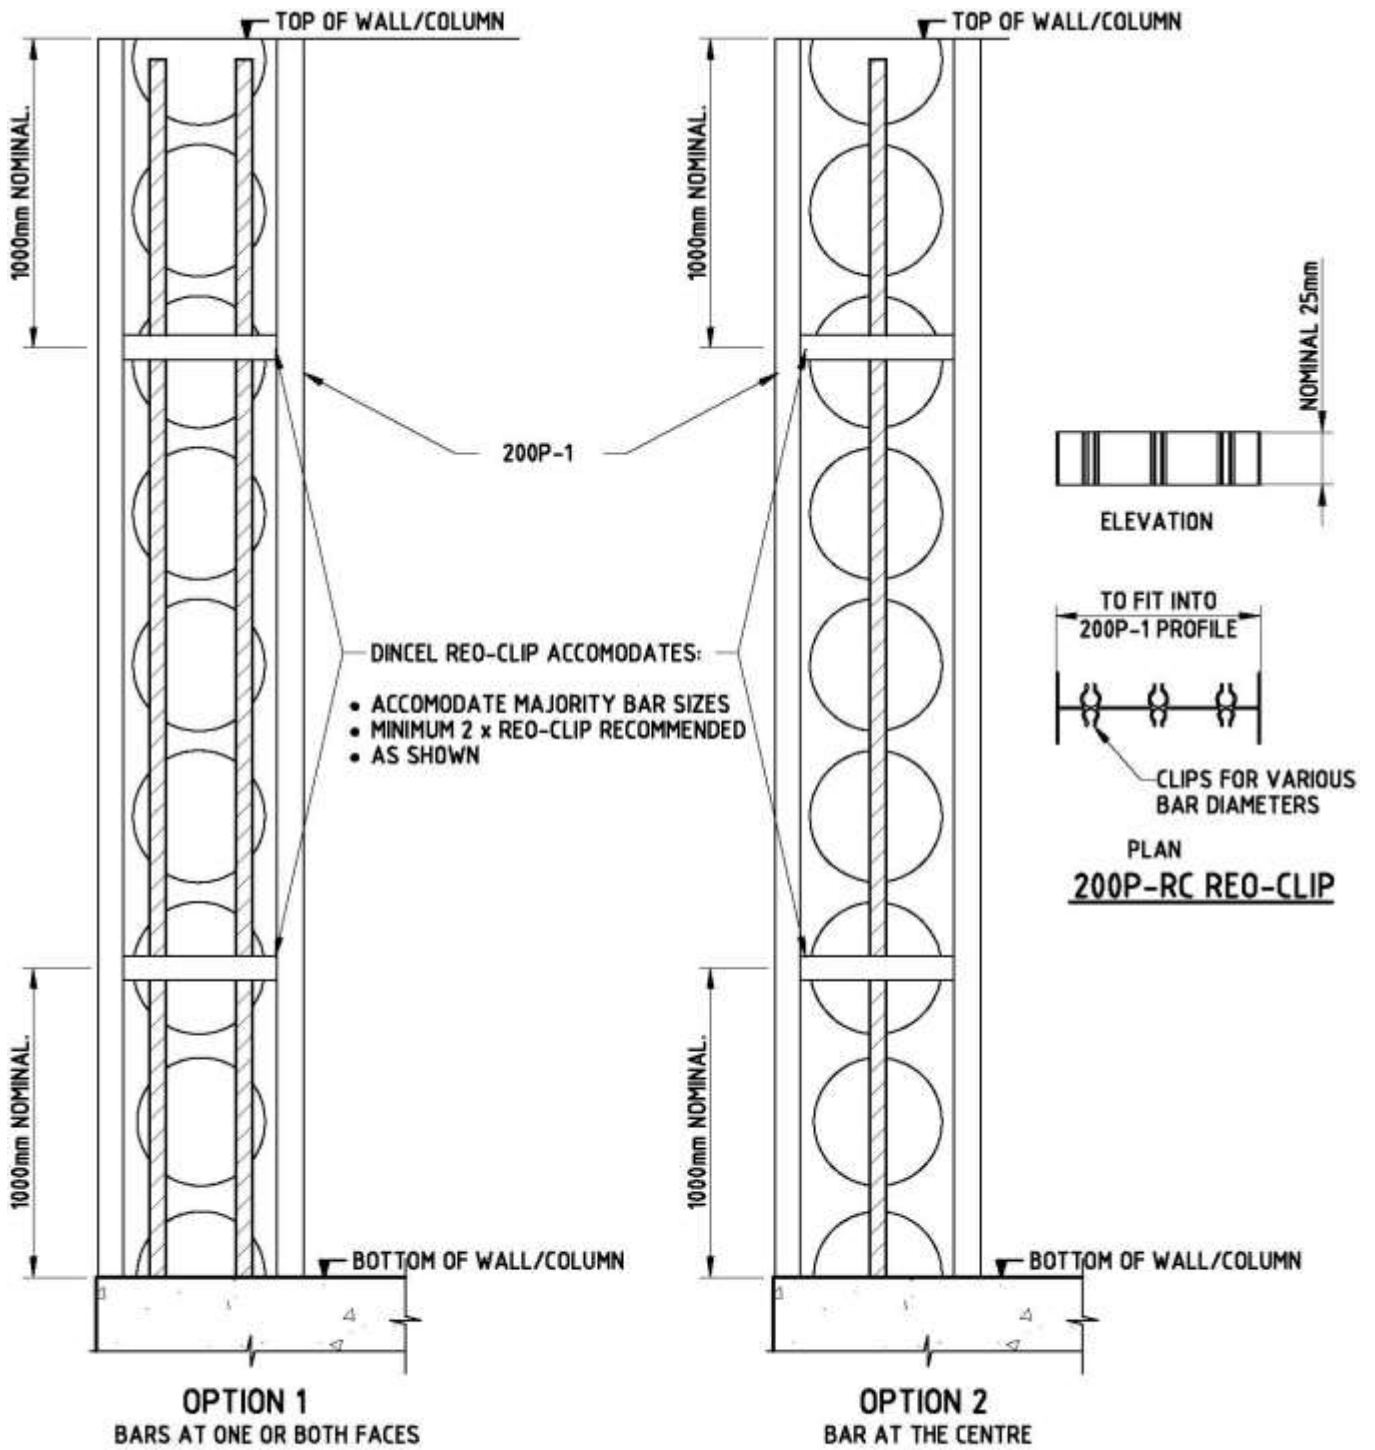 TOP OF WALL/COLUMN
TOP OF WALL/COLUMN
1000mm NOMINAL.
1000mm NOMINAL.
200P-1
NOMINAL 25mm
ELEVATION
TO FIT INTO
200P-1 PROFILE
DINCEL REO-CLIP ACCOMODATES:
• ACCOMODATE MAJORITY BAR SIZES
• MINIMUM 2 x REO-CLIP RECOMMENDED
• AS SHOWN
CLIPS FOR VARIOUS
BAR DIAMETERS
PLAN
200P-RC REO-CLIP
1000mm NOMINAL.
1000mm NOMINAL.
BOTTOM OF WALL/COLUMN
BOTTOM OF WALL/COLUMN
OPTION 1
BARS AT ONE OR BOTH FACES
OPTION 2
BAR AT THE CENTRE